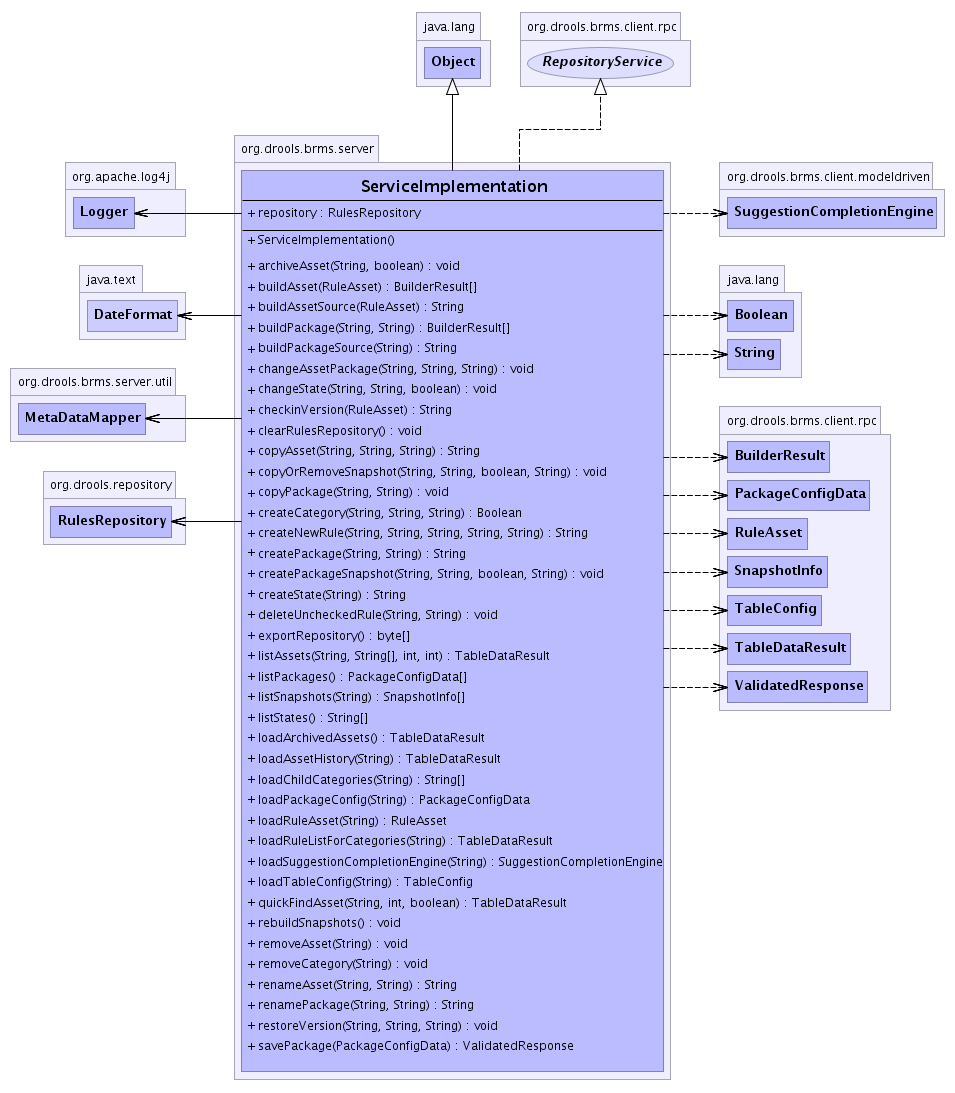 java.lang
Object
org.drools.brms.client.rpc
RepositoryService
org.apache.log4j
Logger
java.text
DateFormat
org.drools.brms.server.util
MetaDataMapper
org.drools.repository
RulesRepository
org.drools.brms.server
ServiceImplementation
+ repository : RulesRepository
+ ServiceImplementation()
+ archiveAsset(String, boolean) : void
+ buildAsset(RuleAsset) : BuilderResult[]
+ buildAssetSource(RuleAsset) : String
+ buildPackage(String, String) : BuilderResult[]
+ buildPackageSource(String) : String
+ changeAssetPackage(String, String, String) : void
+ changeState(String, String, boolean) : void
+ checkinVersion(RuleAsset) : String
+ clearRulesRepository() : void
+ copyAsset(String, String, String) : String
+ copyOrRemoveSnapshot(String, String, boolean, String) : void
+ copyPackage(String, String) : void
+ createCategory(String, String, String) : Boolean
+ createNewRule(String, String, String, String, String) : String
+ createPackage(String, String) : String
+ createPackageSnapshot(String, String, boolean, String) : void
+ createState(String) : String
+ deleteUncheckedRule(String, String) : void
+ exportRepository() : byte[]
+ listAssets(String, String[], int, int) : TableDataResult
+ listPackages() : PackageConfigData[]
+ listSnapshots(String) : SnapshotInfo[]
+ listStates() : String[]
+ loadArchivedAssets() : TableDataResult
+ loadAssetHistory(String) : TableDataResult
+ loadChildCategories(String) : String[]
+ loadPackageConfig(String) : PackageConfigData
+ loadRuleAsset(String) : RuleAsset
+ loadRuleListForCategories(String) : TableDataResult
+ loadSuggestionCompletionEngine(String) : SuggestionCompletionEngine
+ loadTableConfig(String) : TableConfig
+ quickFindAsset(String, int, boolean) : TableDataResult
+ rebuildSnapshots() : void
+ removeAsset(String) : void
+ removeCategory(String) : void
+ renameAsset(String, String) : String
+ renamePackage(String, String) : String
+ restoreVersion(String, String, String) : void
+ savePackage(PackageConfigData) : ValidatedResponse
org.drools.brms.client.modeldriven
SuggestionCompletionEngine
java.lang
Boolean
String
org.drools.brms.client.rpc
BuilderResult
PackageConfigData
RuleAsset
SnapshotInfo
TableConfig
TableDataResult
ValidatedResponse